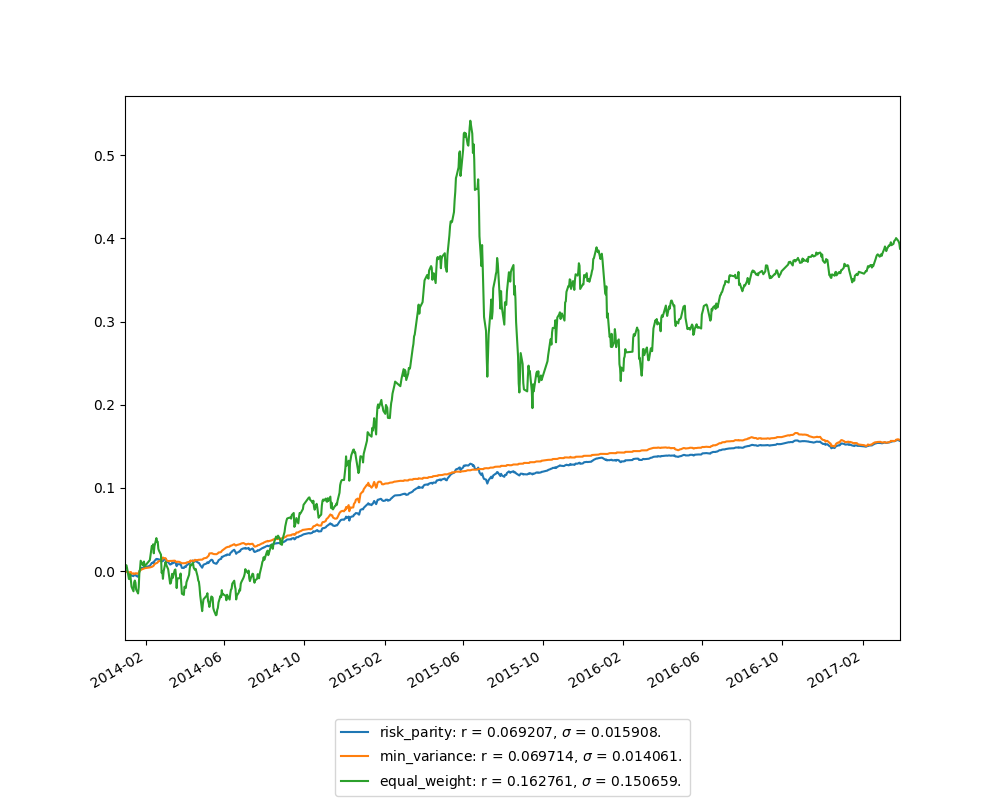 0.5
0.4
0.3
0.2
0.1
0.0
2014-02 2014-06 2014-10 2015-02 2015-06 2015-10 2016-02 2016-06 2016-10 2017-02
risk_parity: r = 0.069207, σ = 0.015908.
min_variance: r = 0.069714, σ = 0.014061.
equal_weight: r = 0.162761, σ = 0.150659.